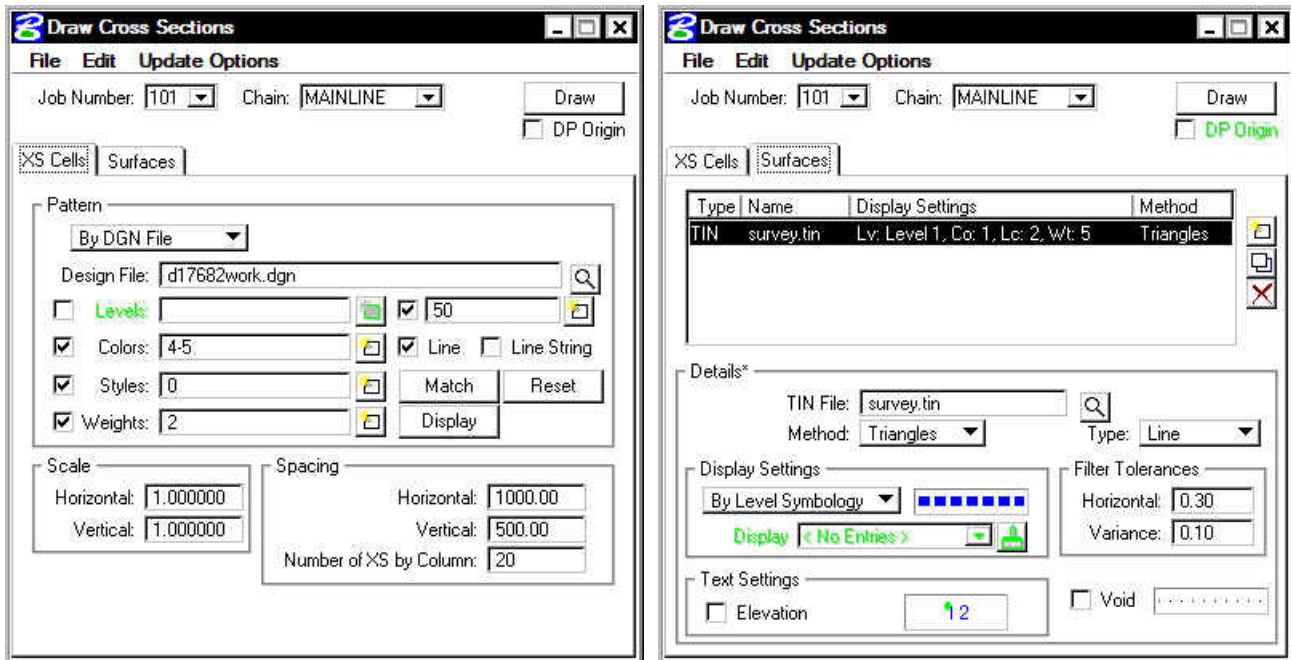 Draw Cross Sections
File Edit Update Options
Job Number: 101 Chain: MAINLINE Draw
DP Origin
XS Cells Surfaces
Pattern
By DGN File
Design File: d17682work.dgn
Levels: 50
Colors: 4-5 Line Line String
Styles: 0 Match Reset
Weights: 2 Display
Scale
Horizontal: 1.000000
Vertical: 1.000000
Spacing
Horizontal: 1000.00
Vertical: 500.00
Number of XS by Column: 20
Draw Cross Sections
File Edit Update Options
Job Number: 101 Chain: MAINLINE Draw
DP Origin
XS Cells Surfaces
Type Name Display Settings Method
TIN survey.tin Lv: Level 1, Co: 1, Lc: 2, Wt: 5 Triangles
Details*
TIN File: survey.tin
Method: Triangles Type: Line
Display Settings
By Level Symbology
Display < No Entries >
Filter Tolerances
Horizontal: 0.30
Variance: 0.10
Text Settings
Elevation 12
Void